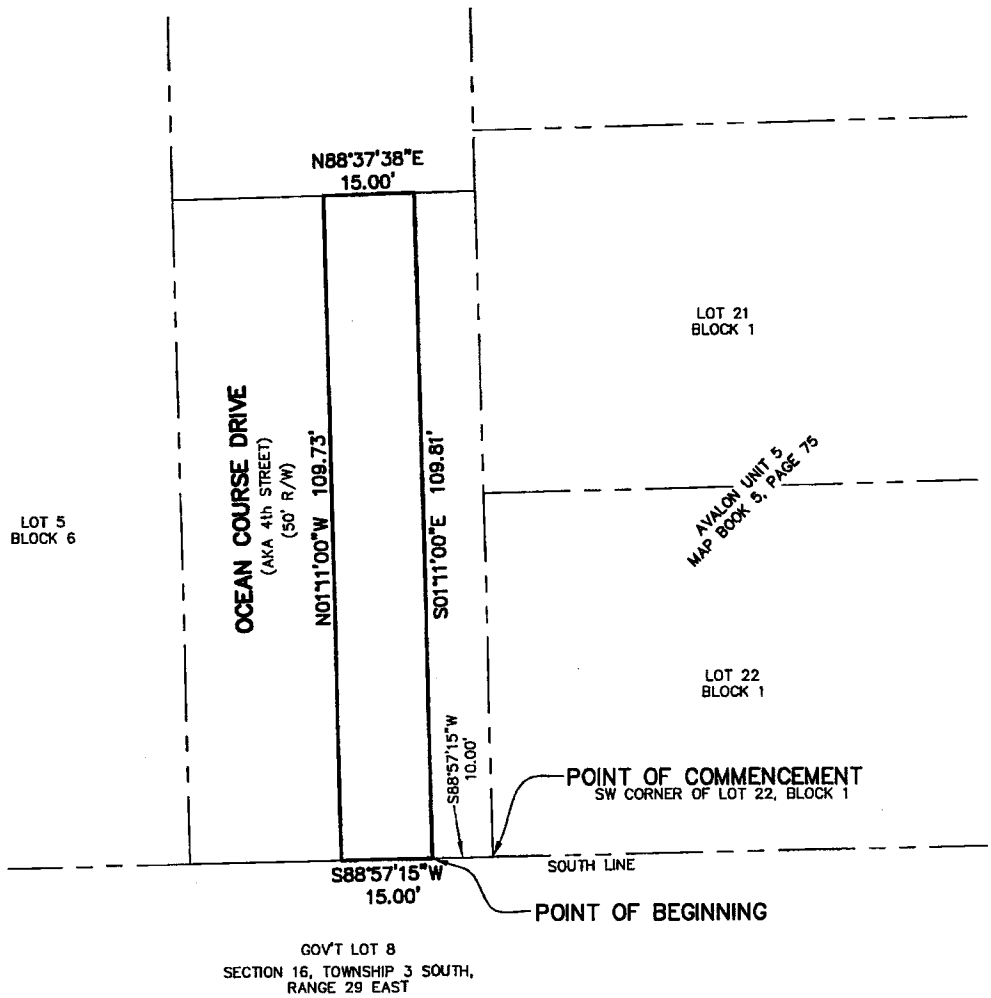 N88°37'38"E
15.00'
LOT 21
BLOCK 1
OCEAN COURSE DRIVE
(AKA 4th STREET)
(50' R/W)
N01°11'00"W 109.73'
S01°11'00"E 109.81'
AVALON UNIT 5
MAP BOOK 5, PAGE 75
LOT 5
BLOCK 6
LOT 22
BLOCK 1
S88°57'15"W
10.00'
POINT OF COMMENCEMENT
SW CORNER OF LOT 22, BLOCK 1
SOUTH LINE
S88°57'15"W
15.00'
POINT OF BEGINNING
GOV'T LOT 8
SECTION 16, TOWNSHIP 3 SOUTH,
RANGE 29 EAST